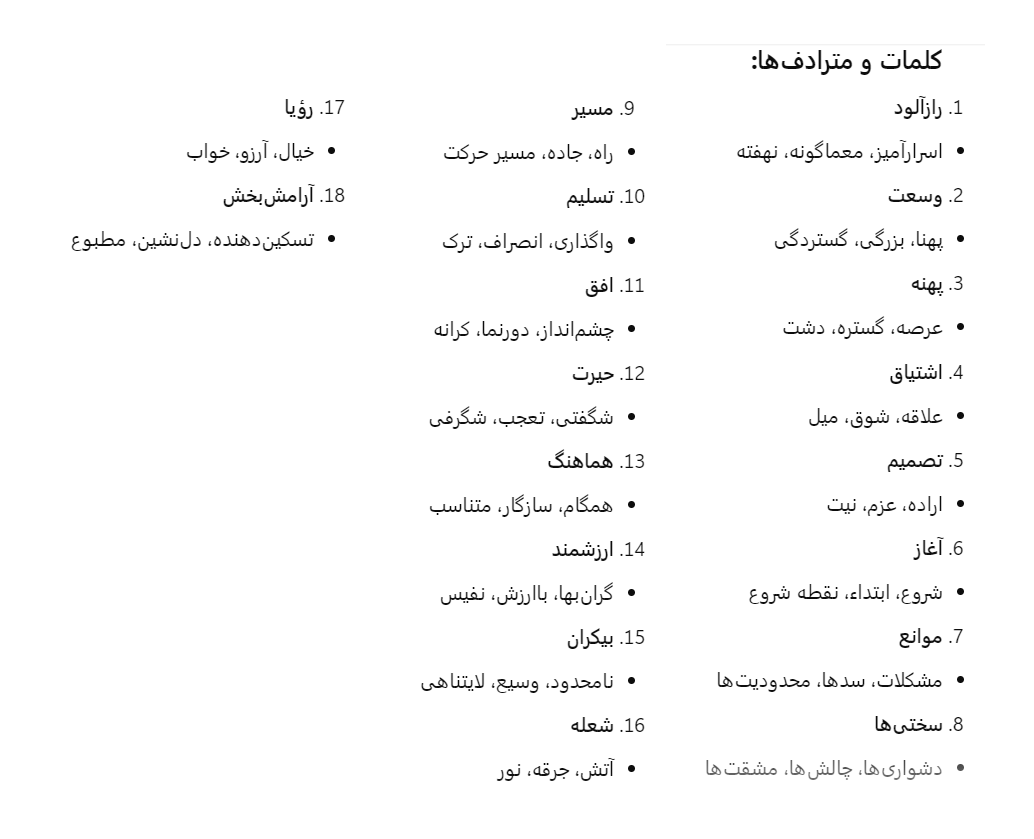 کلمات و مترادف‌ها:
1. رازآلود
• اسرارآمیز، معماگونه، نهفته
2. وسعت
• پهنا، بزرگی، گستردگی
3. پهنه
• عرصه، گستره، دشت
4. اشتیاق
• علاقه، شوق، میل
5. تصمیم
• اراده، عزم، نیت
6. آغاز
• شروع، ابتداء، نقطه شروع
7. موانع
• مشکلات، سدها، محدودیت‌ها
8. سختی‌ها
• دشواری‌ها، چالش‌ها، مشقت‌ها
9. مسیر
• راه، جاده، مسیر حرکت
10. تسلیم
• واگذاری، انصراف، ترک
11. افق
• چشم‌انداز، دورنما، کرانه
12. حیرت
• شگفتی، تعجب، شگرفی
13. هماهنگ
• همگام، سازگار، متناسب
14. ارزشمند
• گران‌بها، باارزش، نفیس
15. بیکران
• نامحدود، وسیع، لایتناهی
16. شعله
• آتش، جرقه، نور
17. رؤیا
• خیال، آرزو، خواب
18. آرامش‌بخش
• تسکین‌دهنده، دل‌نشین، مطبوع